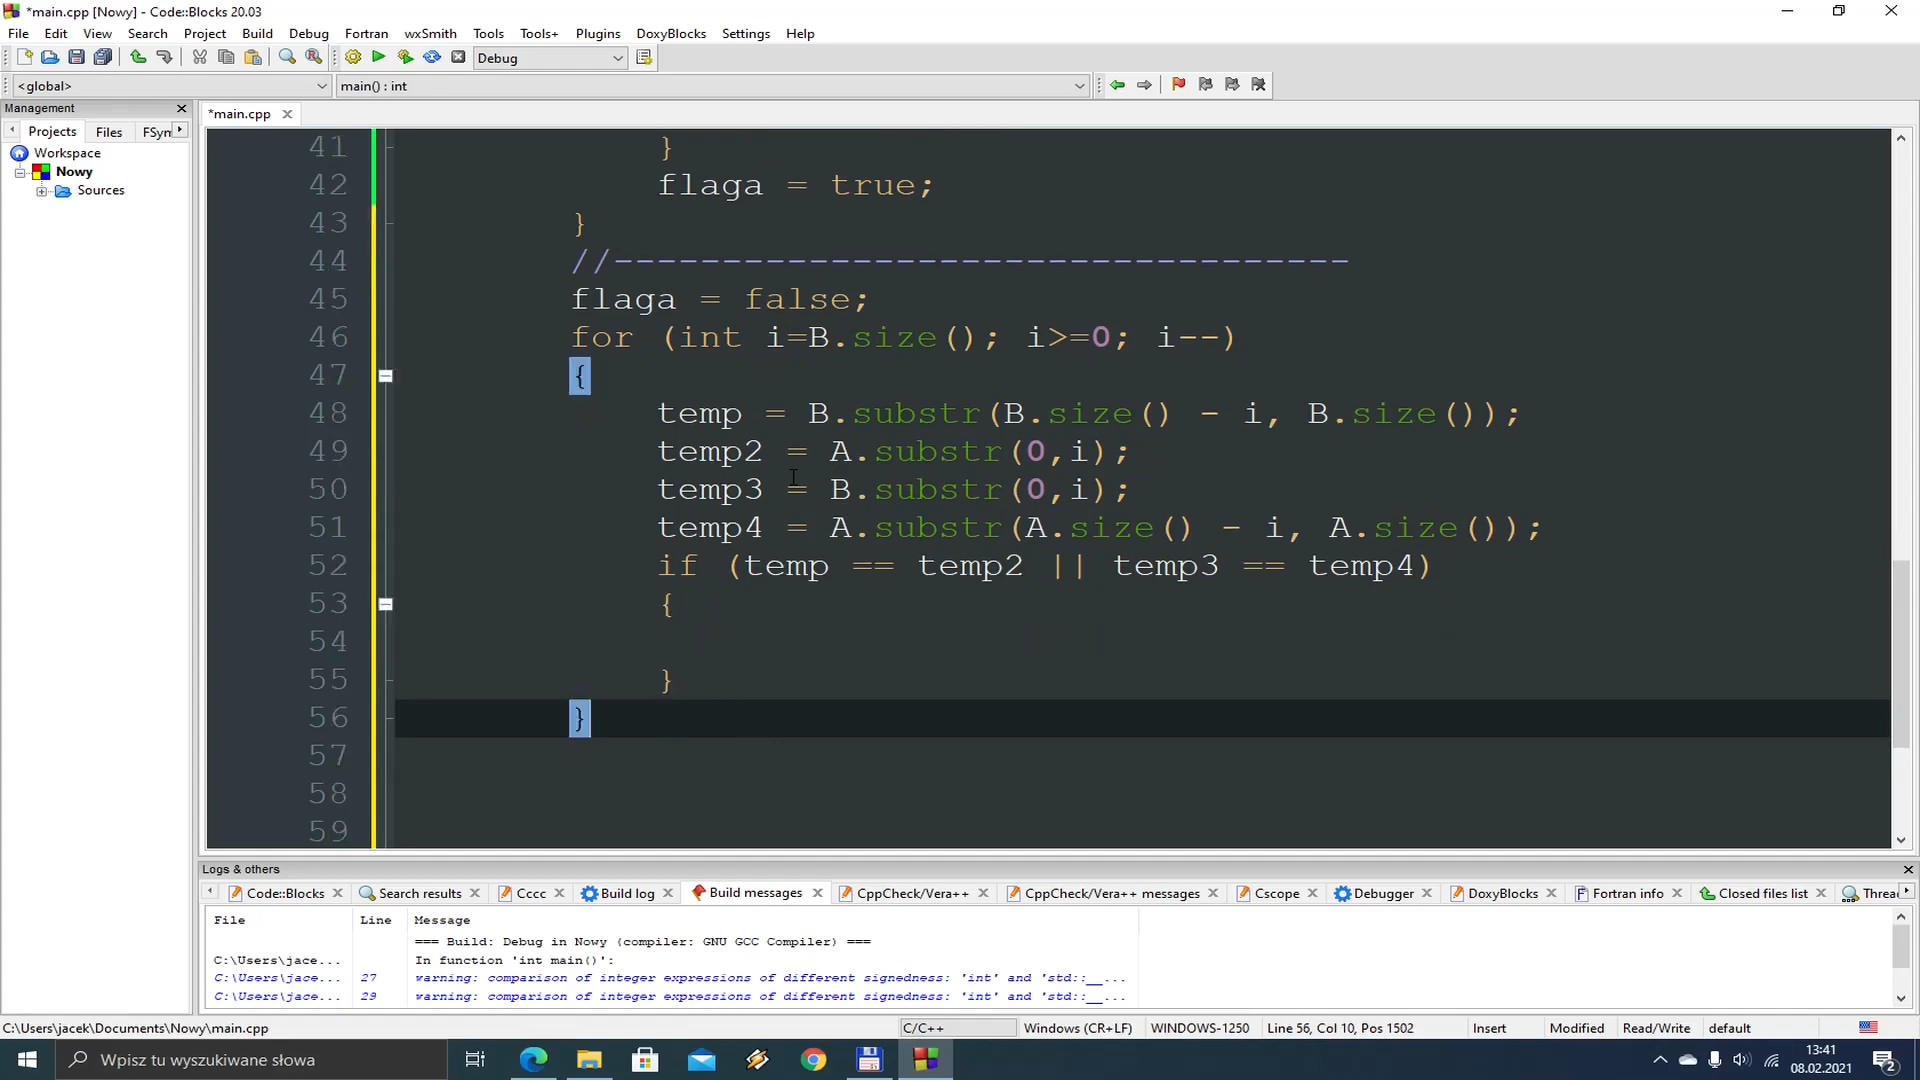 *main.cpp [Nowy] - Code::Blocks 20.03
File Edit View Search Project Build Debug Fortran wxSmith Tools Tools+ Plugins DoxyBlocks Settings Help
Debug
<global> main() : int
Management
*main.cpp
Projects Files FSyn
Workspace
Nowy
Sources
41 }
42 flaga = true;
43 }
44 //----------------------------------
45 flaga = false;
46 for (int i=B.size(); i>=0; i--)
47 {
48 temp = B.substr(B.size() - i, B.size());
49 temp2 = A.substr(0,i);
50 temp3 = B.substr(0,i);
51 temp4 = A.substr(A.size() - i, A.size());
52 if (temp == temp2 || temp3 == temp4)
53 {
54
55 }
56 }
57
58
59
Logs & others
Code::Blocks Search results Cccc Build log Build messages CppCheck/Vera++ CppCheck/Vera++ messages Cscope Debugger DoxyBlocks Fortran info Closed files list Threa
File Line Message
=== Build: Debug in Nowy (compiler: GNU GCC Compiler) ===
C:\Users\jace... In function 'int main()':
C:\Users\jace... 27 warning: comparison of integer expressions of different signedness: 'int' and 'std::__...
C:\Users\jace... 29 warning: comparison of integer expressions of different signedness: 'int' and 'std::__...
C:\Users\jacek\Documents\Nowy\main.cpp C/C++ Windows (CR+LF) WINDOWS-1250 Line 56, Col 10, Pos 1502 Insert Modified Read/Write default
Wpisz tu wyszukiwane słowa
13:41
08.02.2021
2